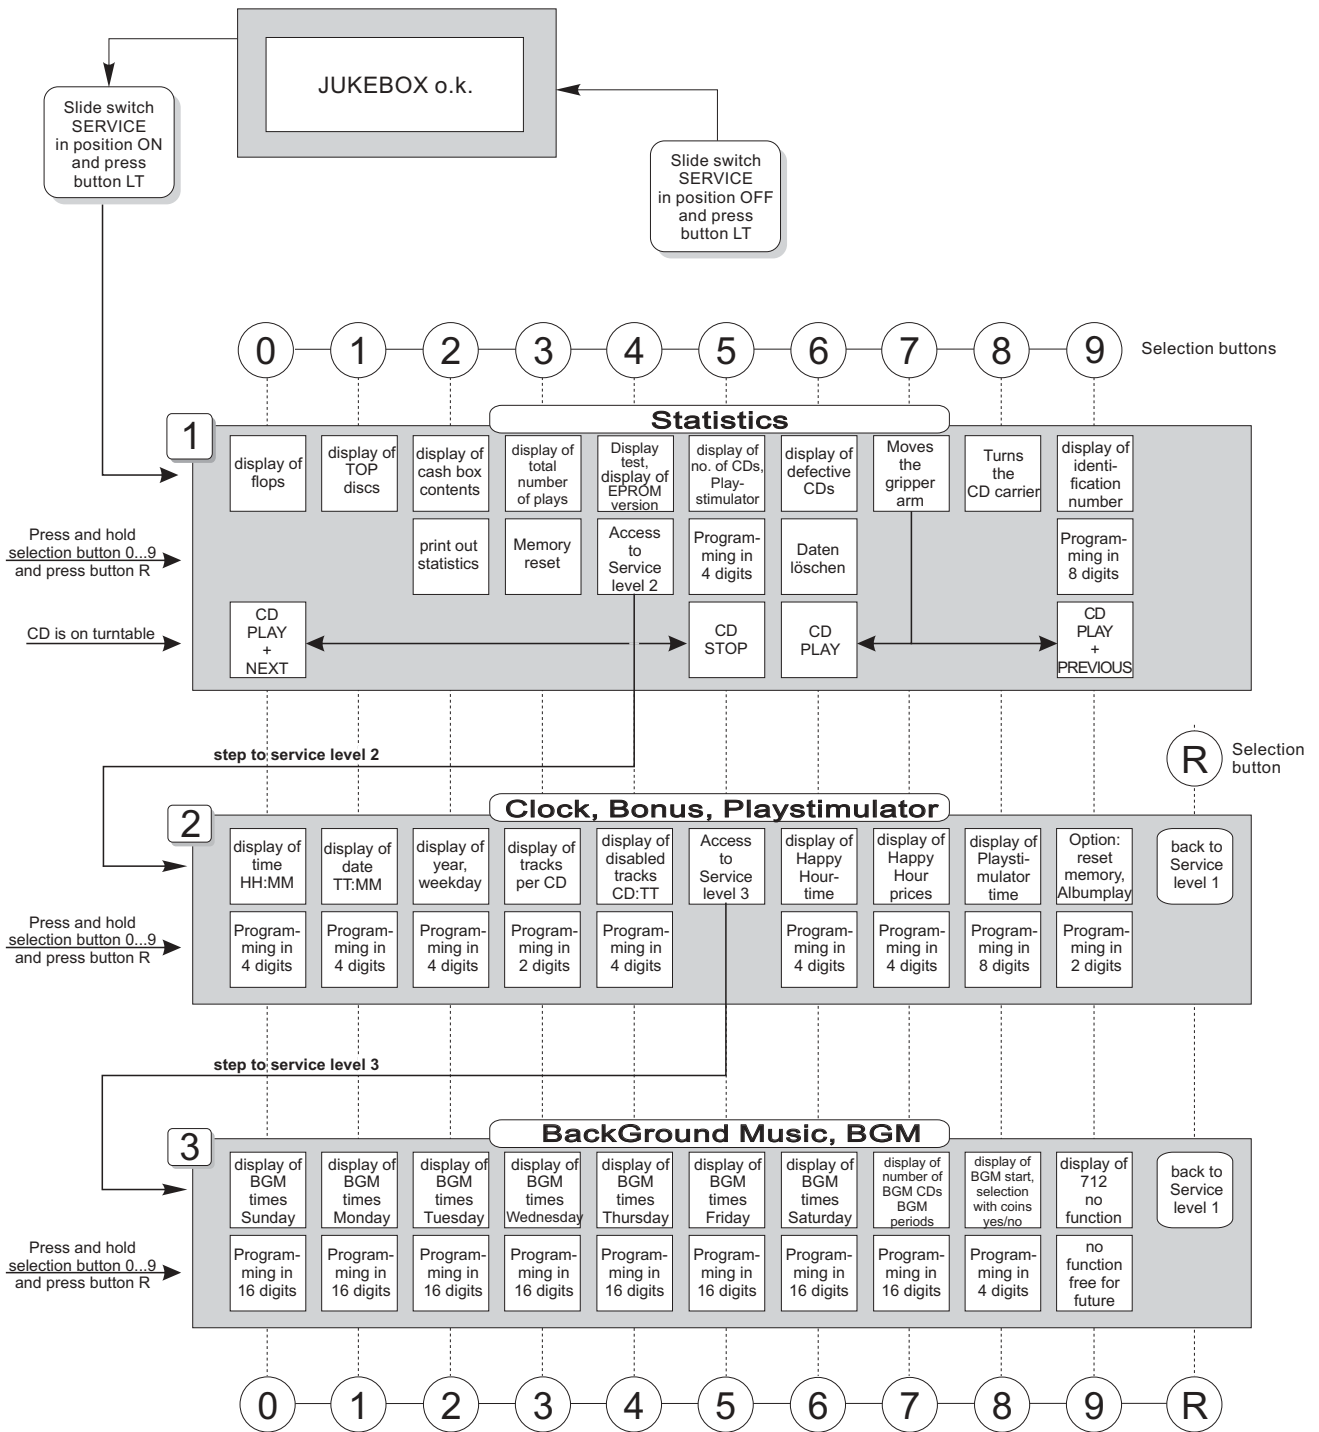 JUKEBOX o.k.
Slide switch
SERVICE
in position ON
and press
button LT
Slide switch
SERVICE
in position OFF
and press
button LT
0
1
2
3
4
5
6
7
8
9
Selection buttons
1
Statistics
display of
flops
display of
TOP
discs
display of
cash box
contents
display of
total
number
of plays
Display
test,
display of
EPROM
version
display of
no. of CDs,
Play-
stimulator
display of
defective
CDs
Moves
the
gripper
arm
Turns
the
CD carrier
display of
identi-
fication
number
Press and hold
selection button 0...9
and press button R
print out
statistics
Memory
reset
Access
to
Service
level 2
Program-
ming in
4 digits
Daten
löschen
Program-
ming in
8 digits
CD is on turntable
CD
PLAY
+
NEXT
CD
STOP
CD
PLAY
CD
PLAY
+
PREVIOUS
step to service level 2
R
Selection
button
2
Clock, Bonus, Playstimulator
display of
time
HH:MM
display of
date
TT:MM
display of
year,
weekday
display of
tracks
per CD
display of
disabled
tracks
CD:TT
Access
to
Service
level 3
display of
Happy
Hour-
time
display of
Happy
Hour
prices
display of
Playsti-
mulator
time
Option:
reset
memory,
Albumplay
back to
Service
level 1
Press and hold
selection button 0...9
and press button R
Program-
ming in
4 digits
Program-
ming in
4 digits
Program-
ming in
4 digits
Program-
ming in
2 digits
Program-
ming in
4 digits
Program-
ming in
4 digits
Program-
ming in
4 digits
Program-
ming in
8 digits
Program-
ming in
2 digits
step to service level 3
3
BackGround Music, BGM
display of
BGM
times
Sunday
display of
BGM
times
Monday
display of
BGM
times
Tuesday
display of
BGM
times
Wednesday
display of
BGM
times
Thursday
display of
BGM
times
Friday
display of
BGM
times
Saturday
display of
number of
BGM CDs
BGM
periods
display of
BGM start,
selection
with coins
yes/no
display of
712
no
function
back to
Service
level 1
Press and hold
selection button 0...9
and press button R
Program-
ming in
16 digits
Program-
ming in
16 digits
Program-
ming in
16 digits
Program-
ming in
16 digits
Program-
ming in
16 digits
Program-
ming in
16 digits
Program-
ming in
16 digits
Program-
ming in
16 digits
Program-
ming in
4 digits
no
function
free for
future
0
1
2
3
4
5
6
7
8
9
R